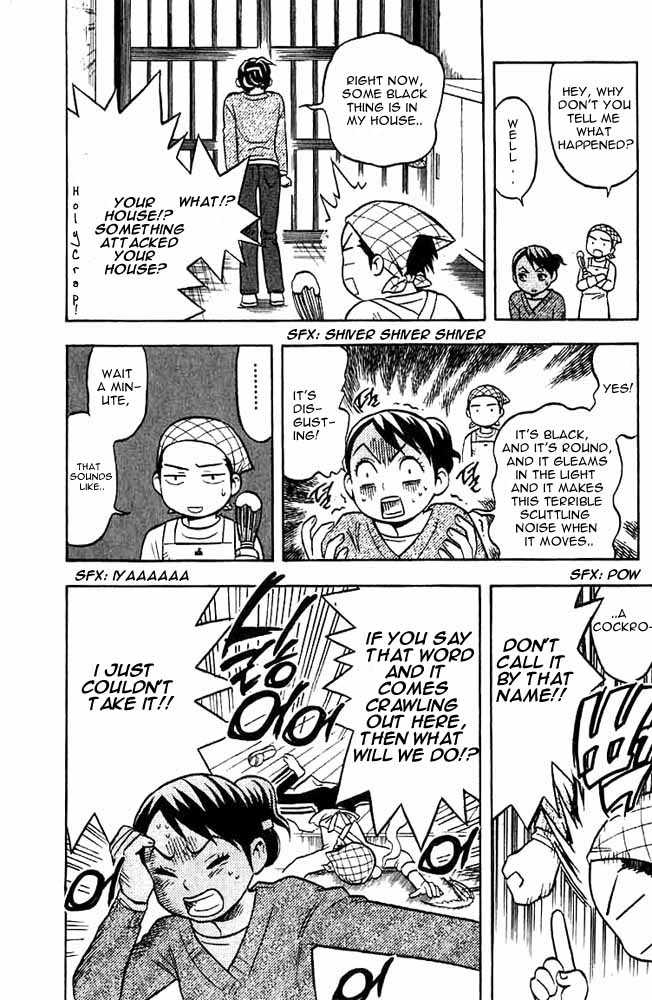 HEY, WHY
DON'T YOU
TELL ME
WHAT
HAPPENED?
WELL..
RIGHT NOW,
SOME BLACK
THING IS IN
MY HOUSE..
WHAT!?
YOUR
HOUSE!?
SOMETHING
ATTACKED
YOUR
HOUSE?
Holy Crap!
SFX: SHIVER SHIVER SHIVER
YES!
IT'S BLACK,
AND IT'S ROUND,
AND IT GLEAMS
IN THE LIGHT
AND IT MAKES
THIS TERRIBLE
SCUTTLING
NOISE WHEN
IT MOVES..
IT'S
DIS-
GUST-
ING!
.........
WAIT
A MIN-
UTE,
THAT
SOUNDS
LIKE..
SFX: POW
..A
COCKRO-
DON'T
CALL IT
BY THAT
NAME!!
SFX: IYAAAAAA
IF YOU SAY
THAT WORD
AND IT
COMES
CRAWLING
OUT HERE,
THEN WHAT
WILL WE DO!?
I JUST
COULDN'T
TAKE IT!!